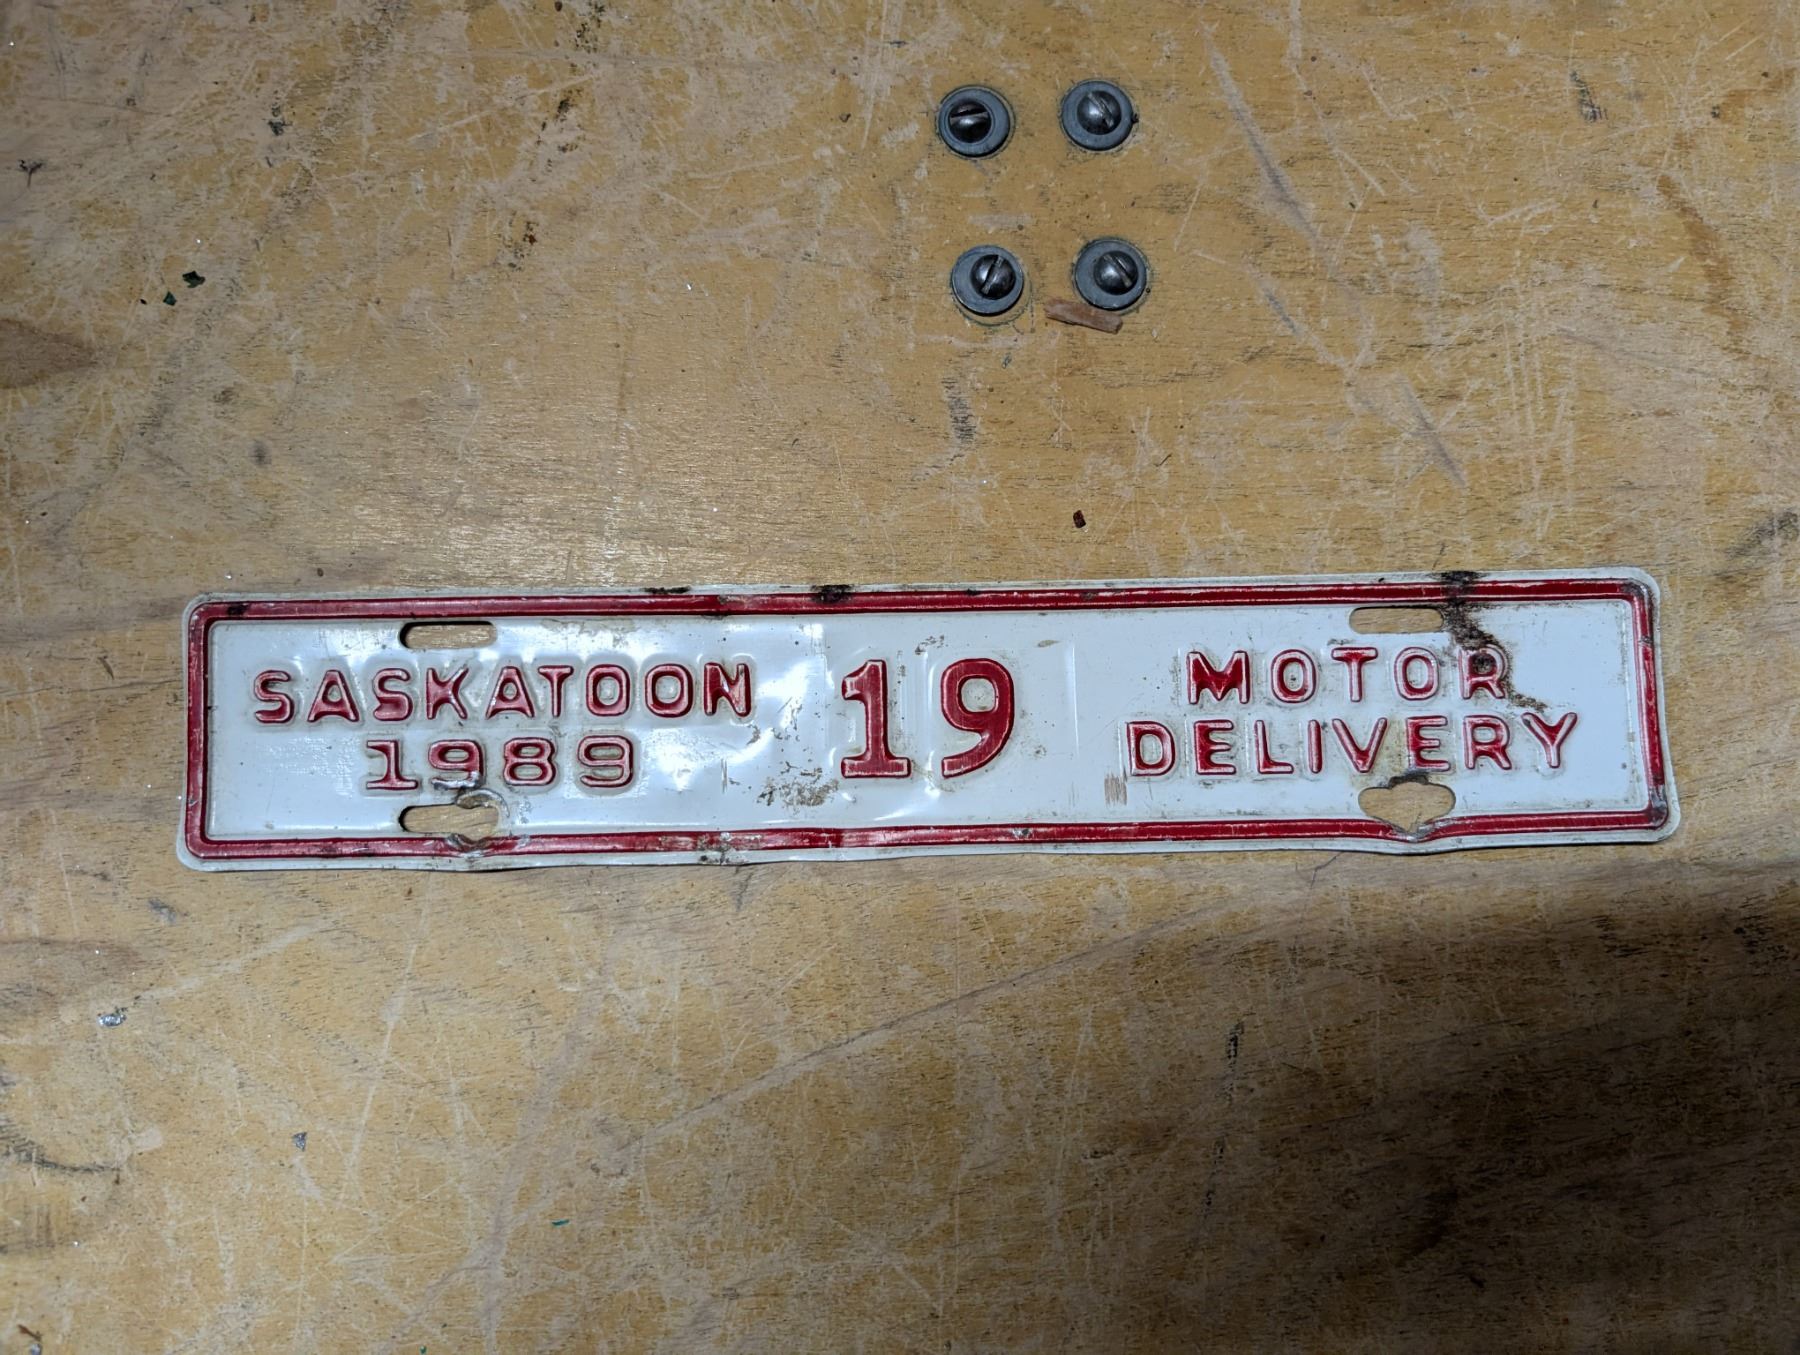 SASKATOON
1989
19
MOTOR
DELIVERY